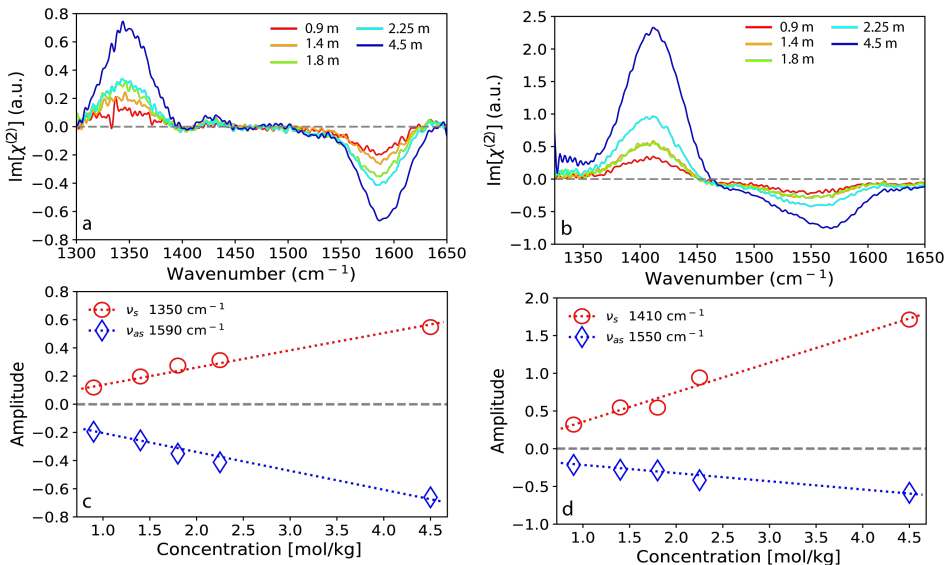 0.8
0.6
0.4
0.2
0.0
−0.2
−0.4
−0.6
−0.8
Im[χ⁽²⁾] (a.u.)
0.9 m
1.4 m
1.8 m
2.25 m
4.5 m
a
1300 1350 1400 1450 1500 1550 1600 1650
Wavenumber (cm⁻¹)
2.5
2.0
1.5
1.0
0.5
0.0
−0.5
−1.0
Im[χ⁽²⁾] (a.u.)
0.9 m
1.4 m
1.8 m
2.25 m
4.5 m
b
1350 1400 1450 1500 1550 1600 1650
Wavenumber (cm⁻¹)
0.8
0.6
0.4
0.2
0.0
−0.2
−0.4
−0.6
−0.8
Amplitude
νₛ 1350 cm⁻¹
νₐₛ 1590 cm⁻¹
c
1.0 1.5 2.0 2.5 3.0 3.5 4.0 4.5
Concentration [mol/kg]
2.0
1.5
1.0
0.5
0.0
−0.5
−1.0
Amplitude
νₛ 1410 cm⁻¹
νₐₛ 1550 cm⁻¹
d
1.0 1.5 2.0 2.5 3.0 3.5 4.0 4.5
Concentration [mol/kg]